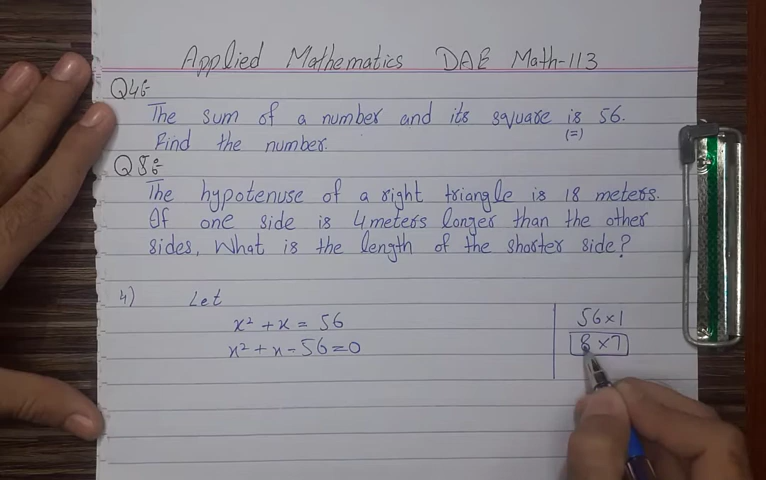 Applied Mathematics DAE Math-113
Q4:-
The sum of a number and its square is 56.
(=)
Find the number.
Q8:-
The hypotenuse of a right triangle is 18 meters.
If one side is 4 meters longer than the other
sides. What is the length of the shorter side?
4) Let
x² + x = 56
x² + x - 56 = 0
56 × 1
8 × 7